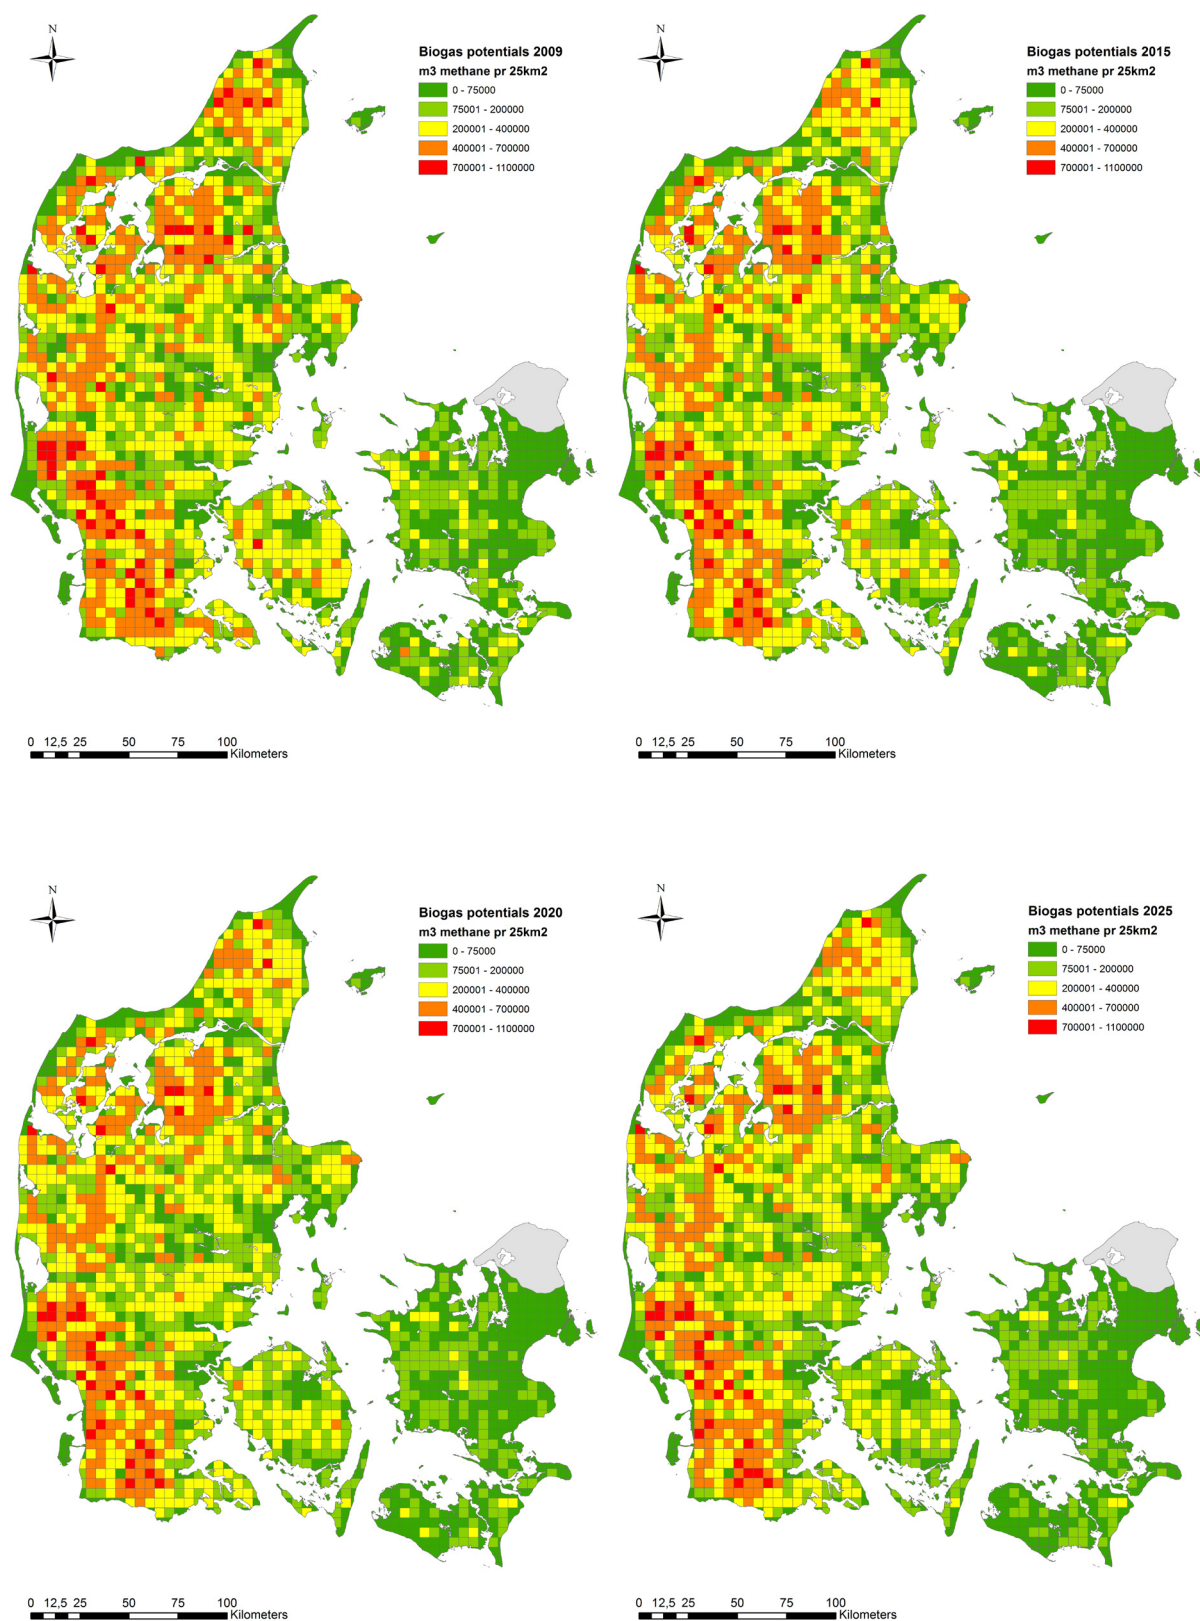 N
Biogas potentials 2009
m3 methane pr 25km2
0 - 75000
75001 - 200000
200001 - 400000
400001 - 700000
700001 - 1100000
0 12,5 25 50 75 100
Kilometers
N
Biogas potentials 2015
m3 methane pr 25km2
0 - 75000
75001 - 200000
200001 - 400000
400001 - 700000
700001 - 1100000
0 12,5 25 50 75 100
Kilometers
N
Biogas potentials 2020
m3 methane pr 25km2
0 - 75000
75001 - 200000
200001 - 400000
400001 - 700000
700001 - 1100000
0 12,5 25 50 75 100
Kilometers
N
Biogas potentials 2025
m3 methane pr 25km2
0 - 75000
75001 - 200000
200001 - 400000
400001 - 700000
700001 - 1100000
0 12,5 25 50 75 100
Kilometers